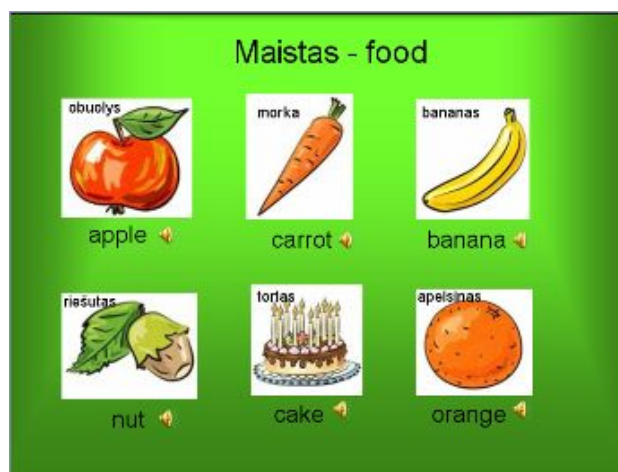 Maistas - food
obuolys
morka
bananas
apple
carrot
banana
riešutas
tortas
apelsinas
nut
cake
orange